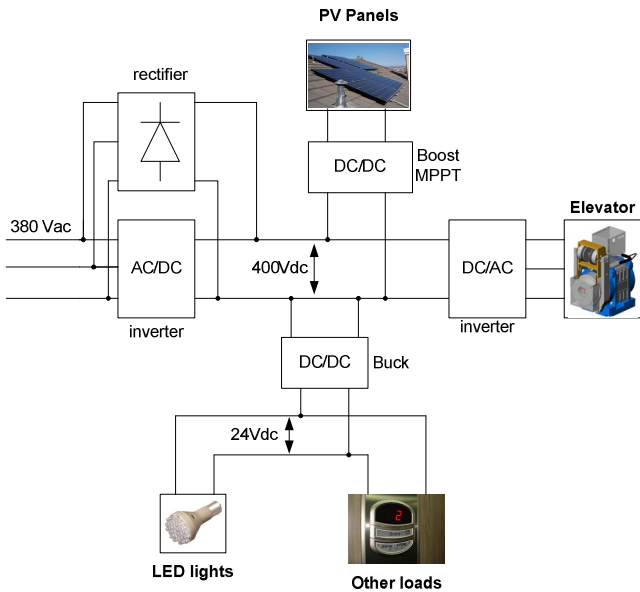 PV Panels
rectifier
DC/DC
Boost
MPPT
380 Vac
Elevator
AC/DC
400Vdc
DC/AC
inverter
inverter
DC/DC
Buck
24Vdc
2
LED lights
Other loads